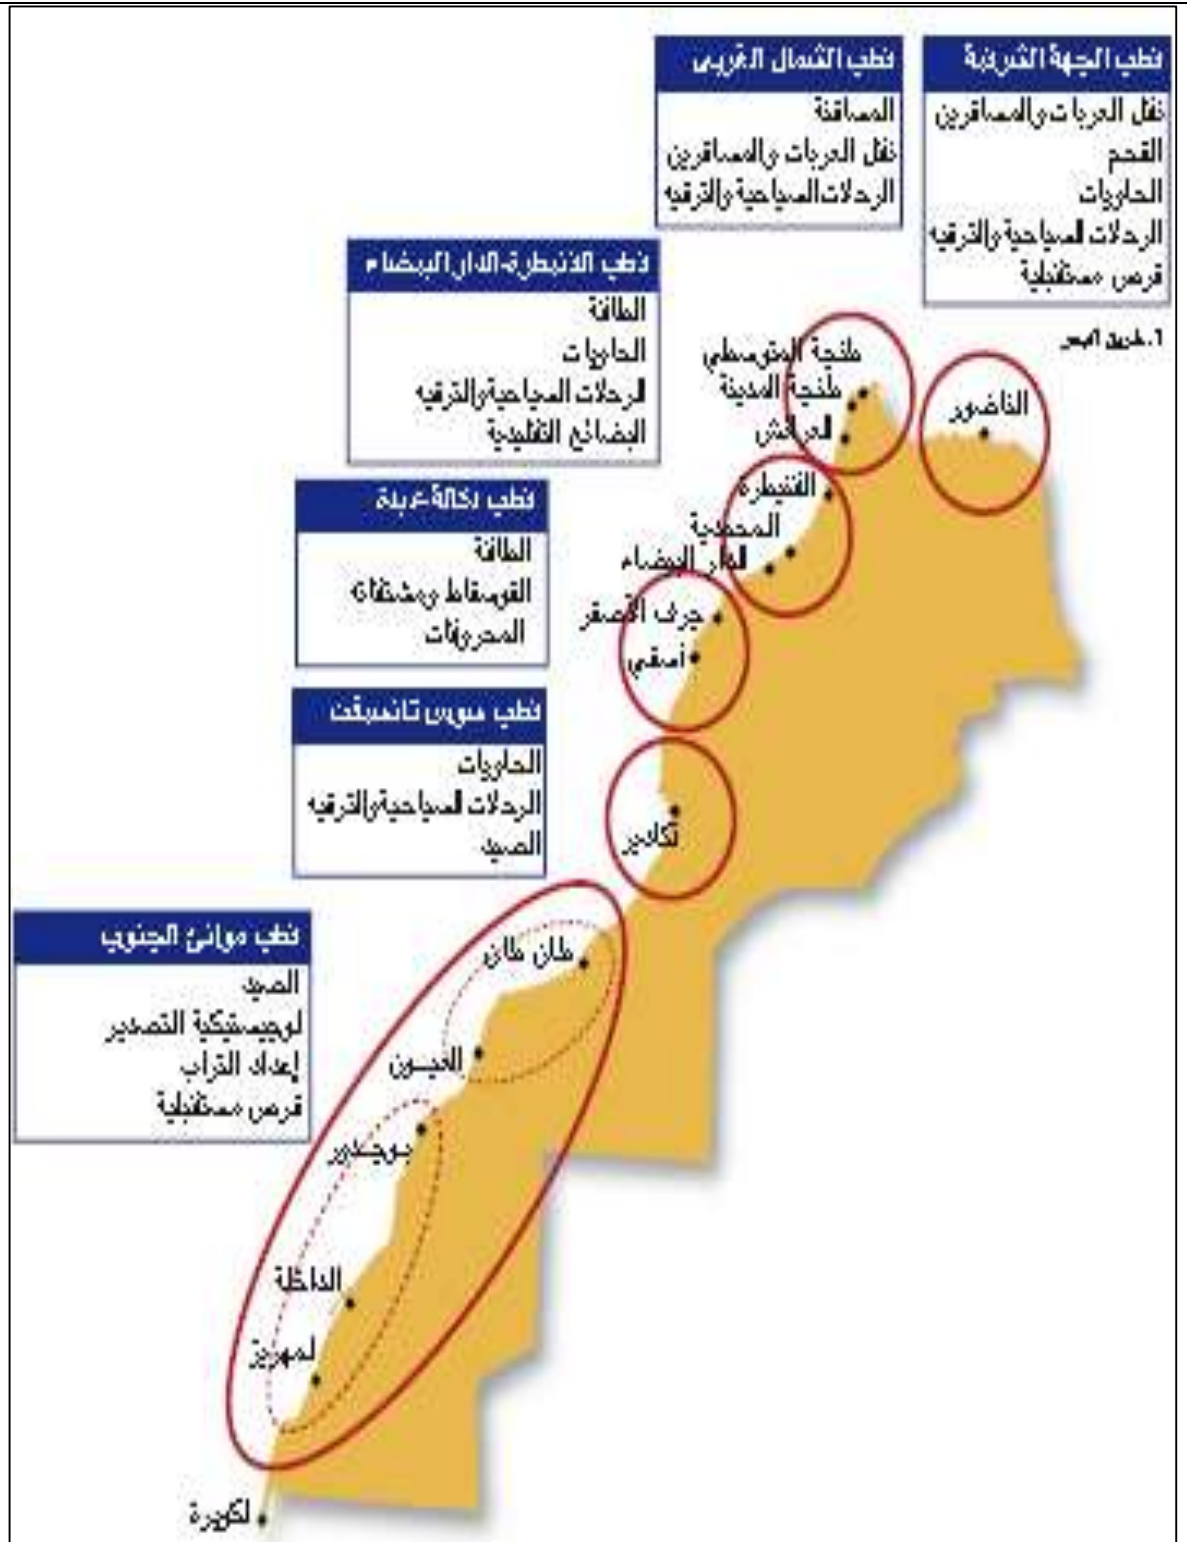 قطب الجهة الشرقية
نقل العربات والمسافرين
الفحم
الحاويات
الرحلات السياحية والترفيه
فرص مستقبلية
قطب الشمال الغربي
المسافنة
نقل العربات والمسافرين
الرحلات السياحية والترفيه
قطب القنيطرة-الدار البيضاء
الطاقة
الحاويات
الرحلات السياحية والترفيه
البضائع التقليدية
قطب دكالة-عبدة
الطاقة
الفوسفاط ومشتقاته
المحروقات
قطب سوس تانسيفت
الحاويات
الرحلات السياحية والترفيه
الصيد
قطب موانئ الجنوب
الصيد
لوجيستيكية التصدير
إعداد التراب
فرص مستقبلية
طنجة المتوسطي
طنجة المدينة
العرائش
الناضور
القنيطرة
المحمدية
الدار البيضاء
جرف الأصفر
أسفي
أكادير
طان طان
العيون
بوجدور
الداخلة
لمهريز
لكويرة